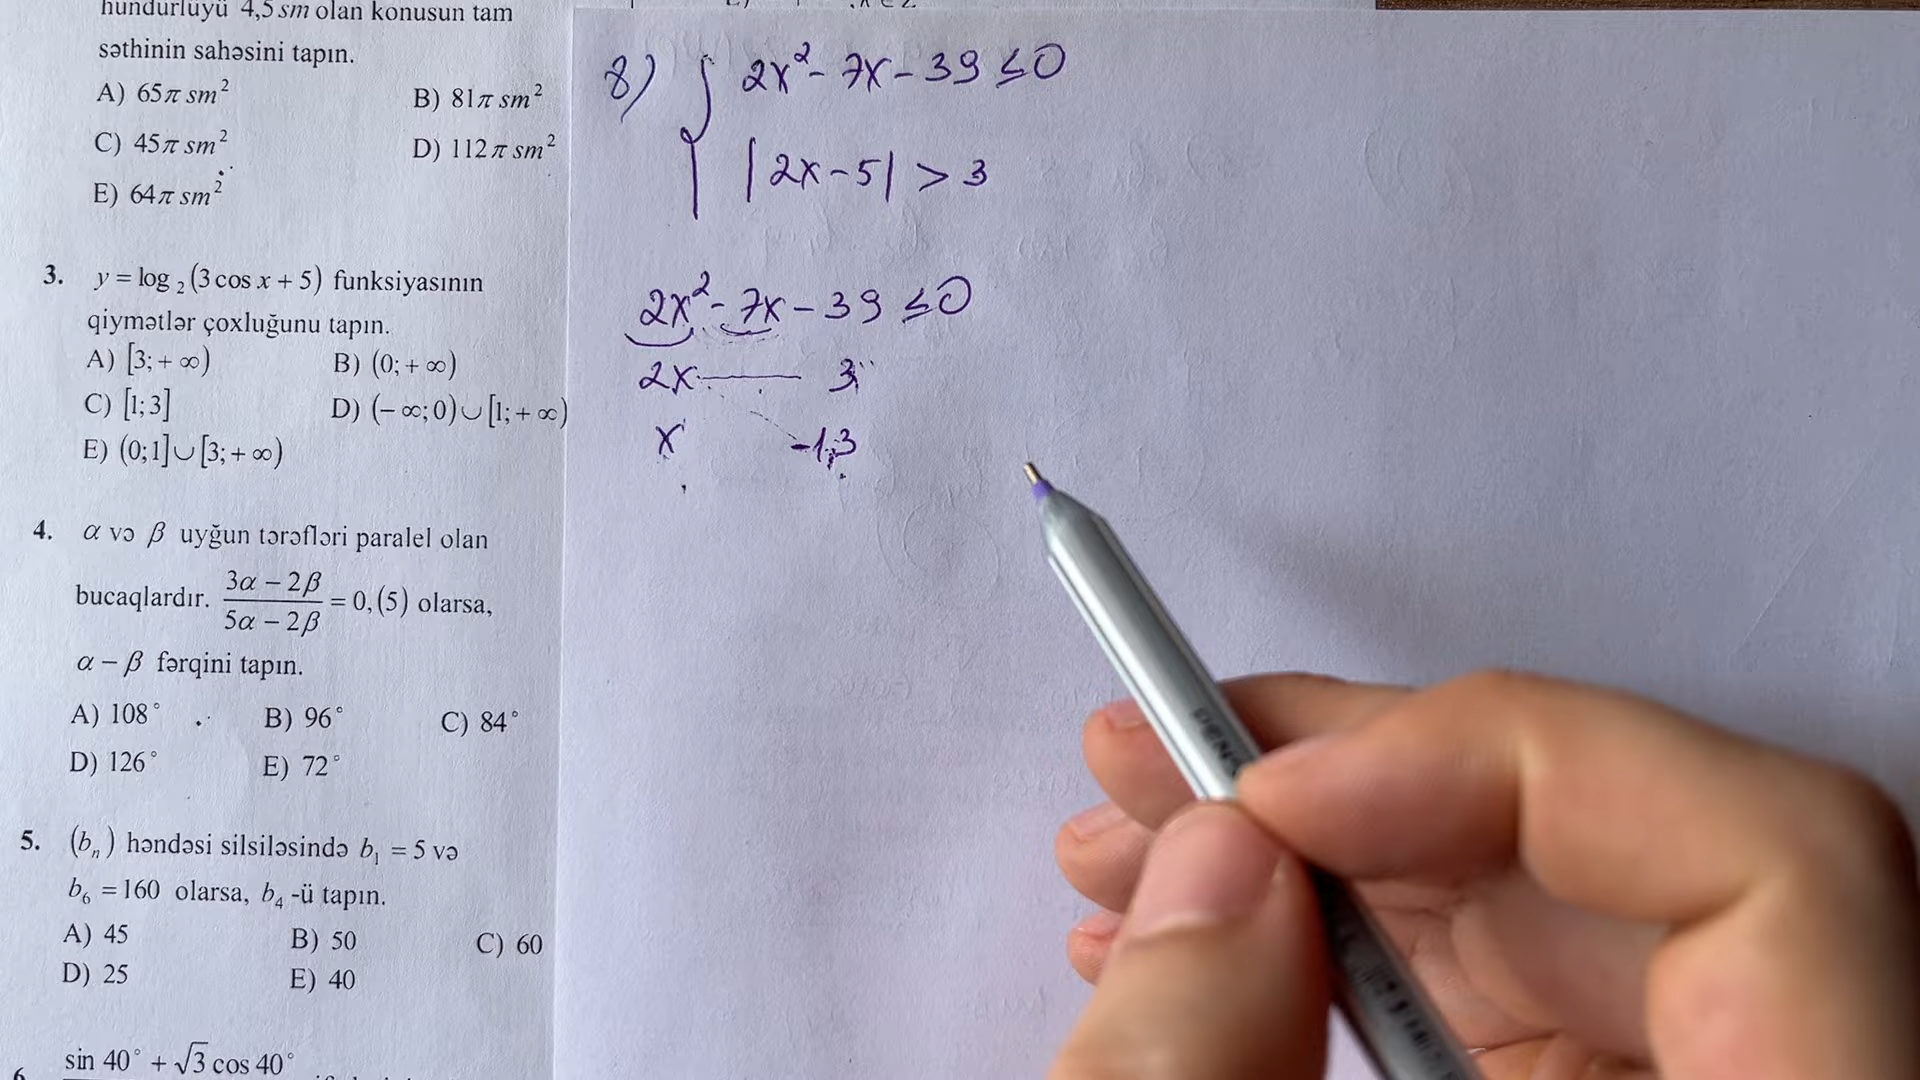 hündürlüyü 4,5 sm olan konusun tam
səthinin sahəsini tapın.
A) 65π sm² B) 81π sm²
C) 45π sm² D) 112π sm²
E) 64π sm²
3. y = log₂(3 cos x + 5) funksiyasının
qiymətlər çoxluğunu tapın.
A) [3; + ∞) B) (0; + ∞)
C) [1; 3] D) (− ∞; 0) ∪ [1; + ∞)
E) (0; 1] ∪ [3; + ∞)
4. α və β uyğun tərəfləri paralel olan
bucaqlardır. (3α − 2β)/(5α − 2β) = 0,(5) olarsa,
α − β fərqini tapın.
A) 108° B) 96° C) 84°
D) 126° E) 72°
5. (bₙ) həndəsi silsiləsində b₁ = 5 və
b₆ = 160 olarsa, b₄ -ü tapın.
A) 45 B) 50 C) 60
D) 25 E) 40
6. sin 40° + √3 cos 40°
8) { 2x² - 7x - 39 ≤ 0
|2x - 5| > 3
2x² - 7x - 39 ≤ 0
2x 3
x -13
PENS